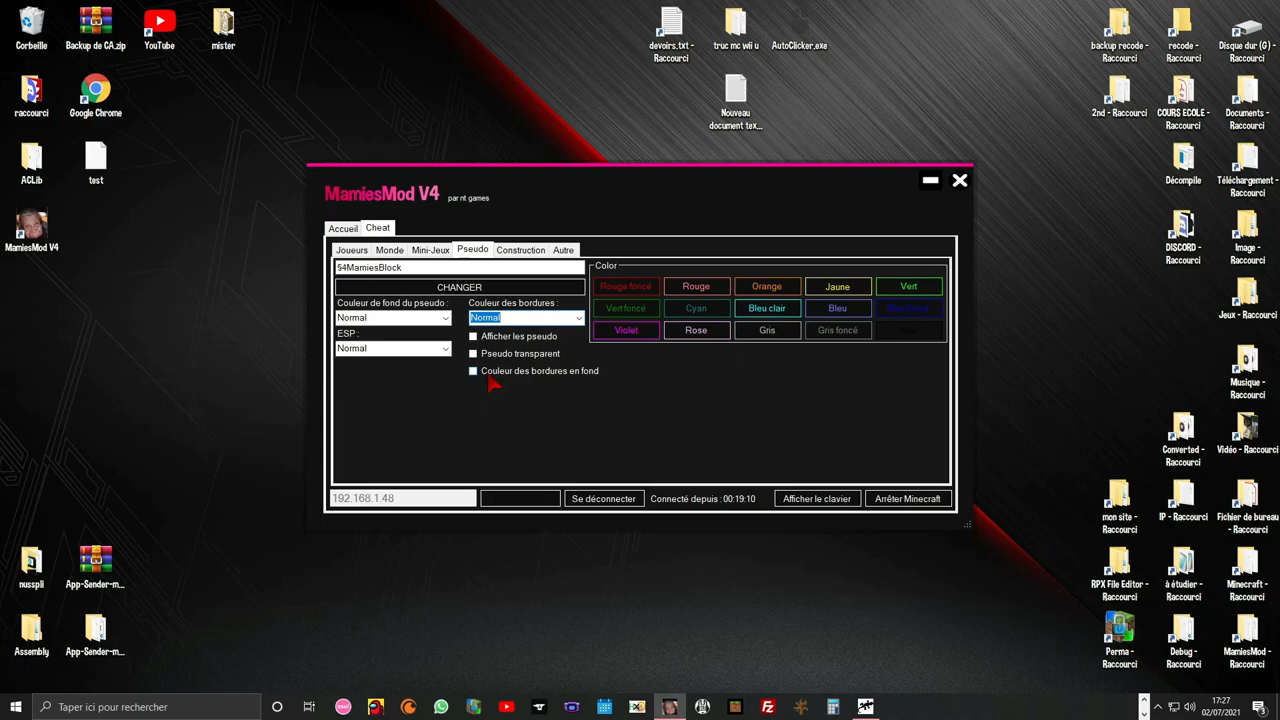 Corbeille
Backup de CA.zip
YouTube
mister
devoirs.txt -
Raccourci
truc mc wii u
AutoClicker.exe
backup recode -
Raccourci
recode -
Raccourci
Disque dur (G) -
Raccourci
raccourci
Google Chrome
Nouveau
document tex...
2nd - Raccourci
COURS ECOLE -
Raccourci
Documents -
Raccourci
ACLib
test
Décompile
Téléchargement -
Raccourci
MamiesMod V4
MamiesMod V4
par nt games
Accueil
Cheat
Joueurs
Monde
Mini-Jeux
Pseudo
Construction
Autre
§4MamiesBlock
CHANGER
Couleur de fond du pseudo :
Couleur des bordures :
Normal
Normal
ESP :
Normal
Afficher les pseudo
Pseudo transparent
Couleur des bordures en fond
Color
Rouge foncé
Rouge
Orange
Jaune
Vert
Vert foncé
Cyan
Bleu clair
Bleu
Violet
Rose
Gris
Gris foncé
192.168.1.48
Se déconnecter
Connecté depuis : 00:19:10
Afficher le clavier
Arrêter Minecraft
DISCORD -
Raccourci
Image -
Raccourci
Jeux - Raccourci
Musique -
Raccourci
Converted -
Raccourci
Vidéo - Raccourci
mon site -
Raccourci
IP - Raccourci
Fichier de bureau
- Raccourci
nusspli
App-Sender-m...
RPX File Editor -
Raccourci
à étudier -
Raccourci
Minecraft -
Raccourci
Assembly
App-Sender-m...
Perma -
Raccourci
Debug -
Raccourci
MamiesMod -
Raccourci
Taper ici pour rechercher
17:27
02/07/2021